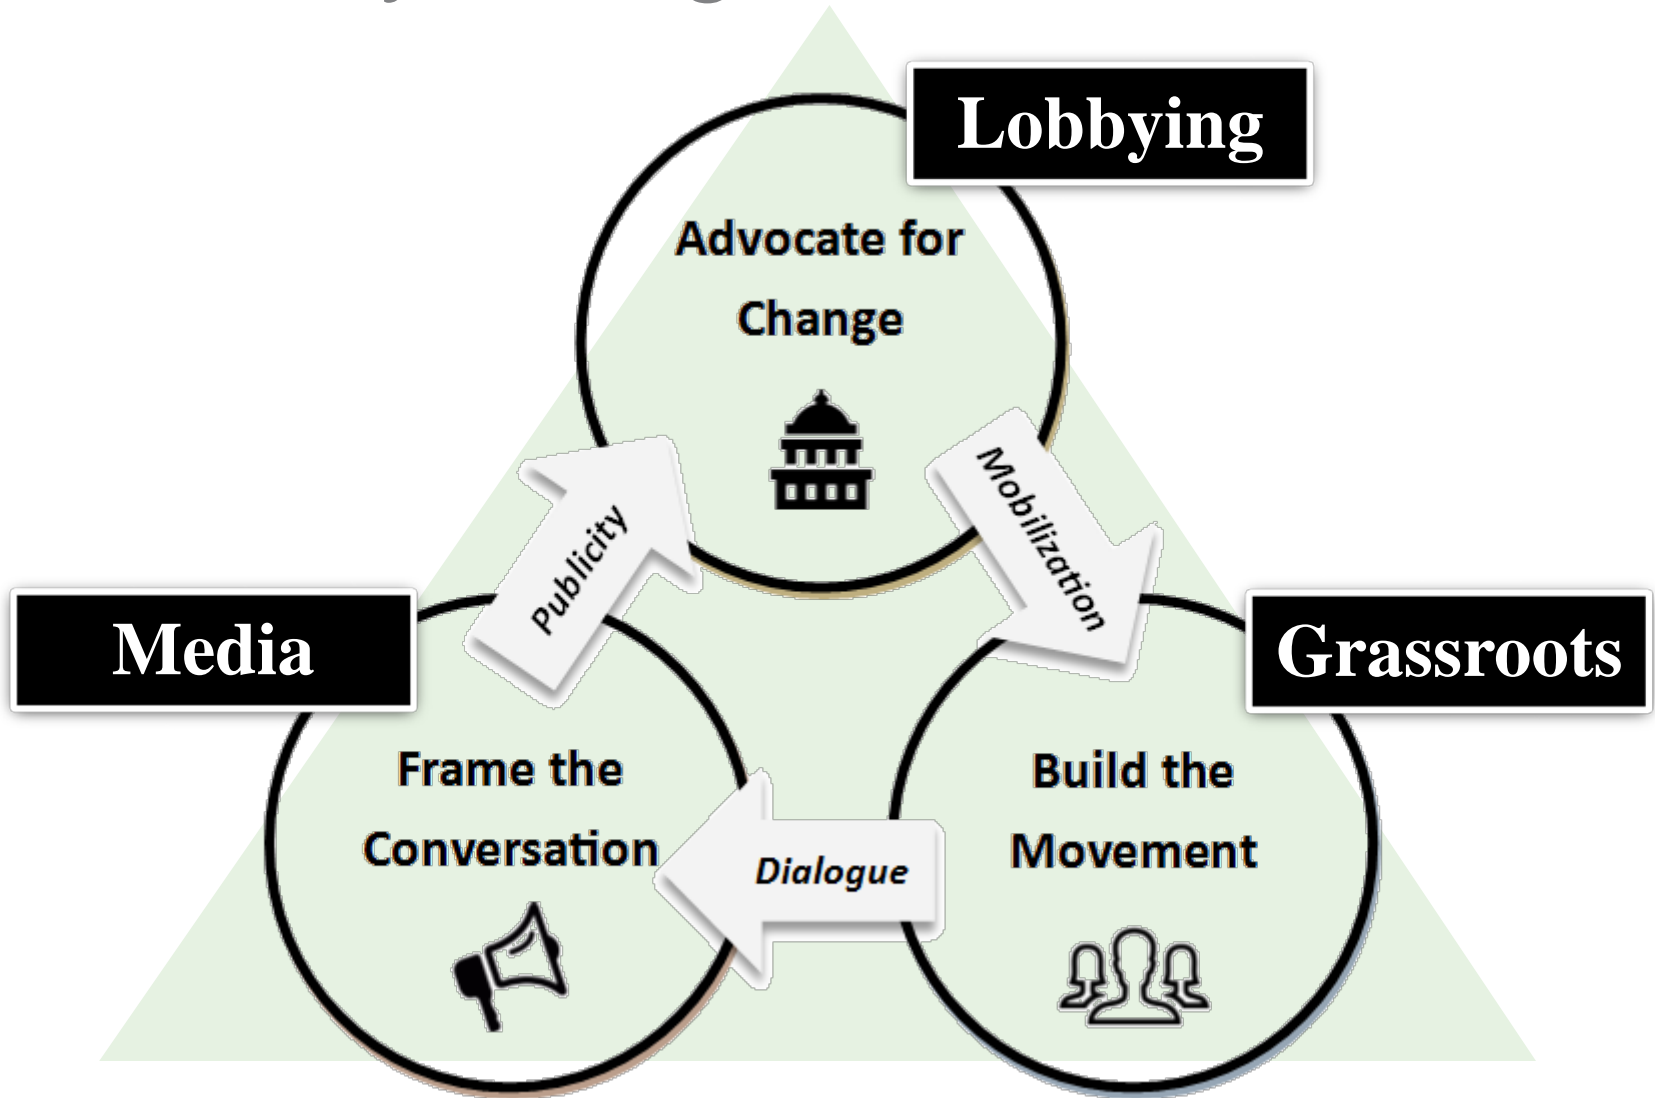 Lobbying
Advocate for
Change
Mobilization
Publicity
Media
Grassroots
Frame the
Conversation
Dialogue
Build the
Movement